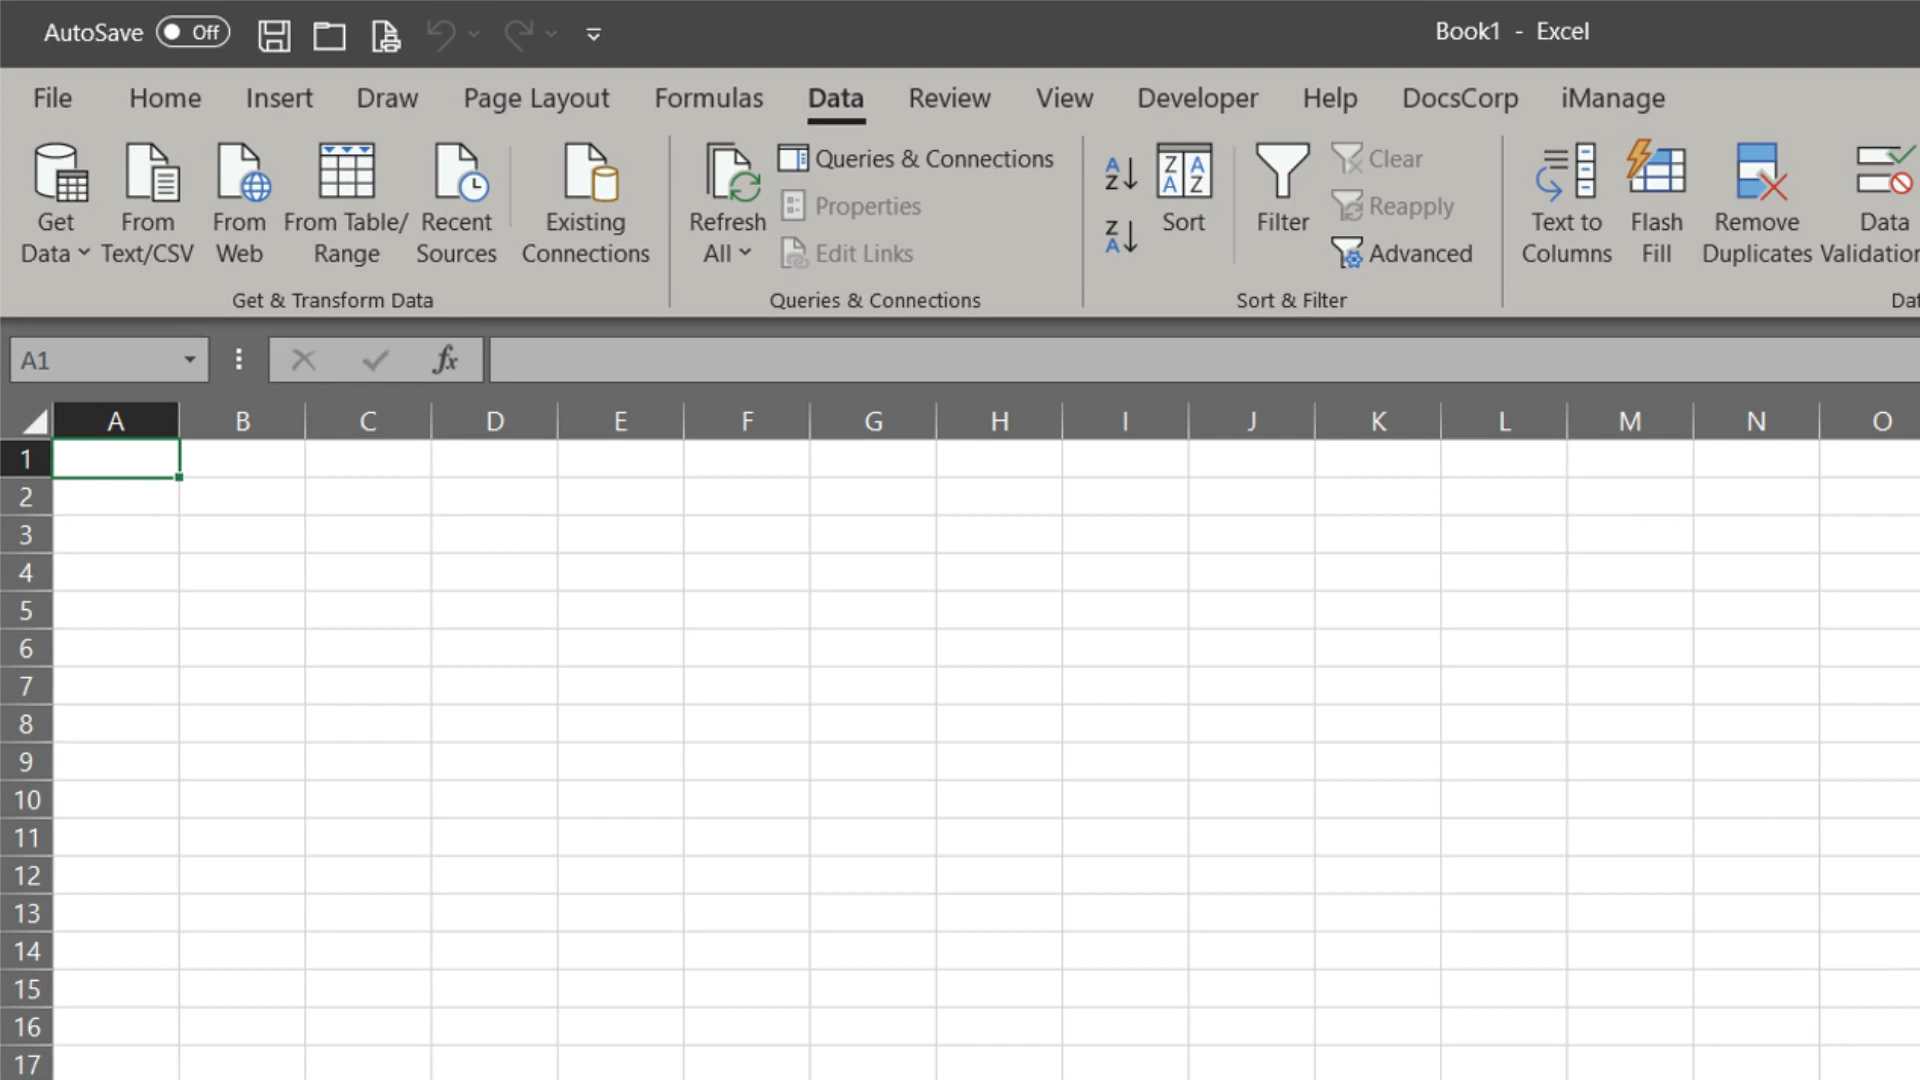 AutoSave Off
Book1 - Excel
File Home Insert Draw Page Layout Formulas Data Review View Developer Help DocsCorp iManage
Get Data
From Text/CSV
From Web
From Table/ Range
Recent Sources
Existing Connections
Get & Transform Data
Refresh All
Queries & Connections
Properties
Edit Links
Queries & Connections
A Z
Z A
Z A A Z
Sort
Filter
Clear
Reapply
Advanced
Sort & Filter
Text to Columns
Flash Fill
Remove Duplicates
Data Validation
Dat
A1
fx
A B C D E F G H I J K L M N O
1
2
3
4
5
6
7
8
9
10
11
12
13
14
15
16
17